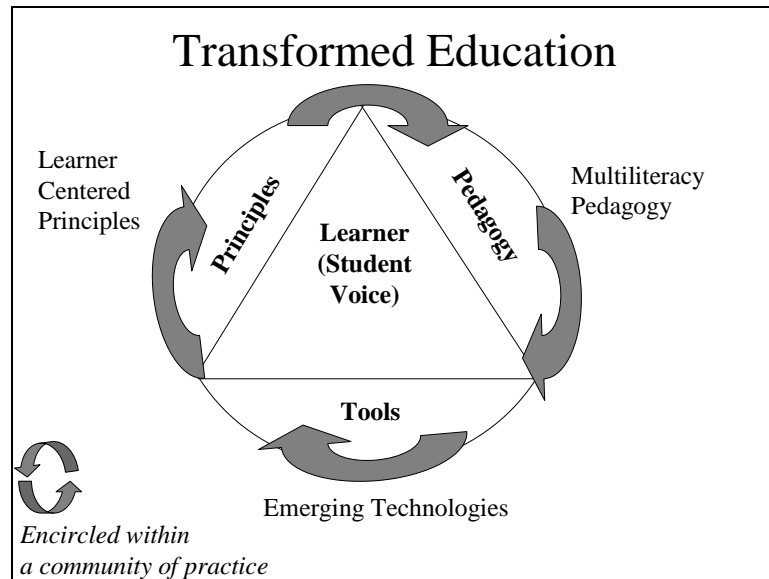 Transformed Education
Learner
Centered
Principles
Principles
Pedagogy
Multiliteracy
Pedagogy
Learner
(Student
Voice)
Tools
Emerging Technologies
Encircled within
a community of practice